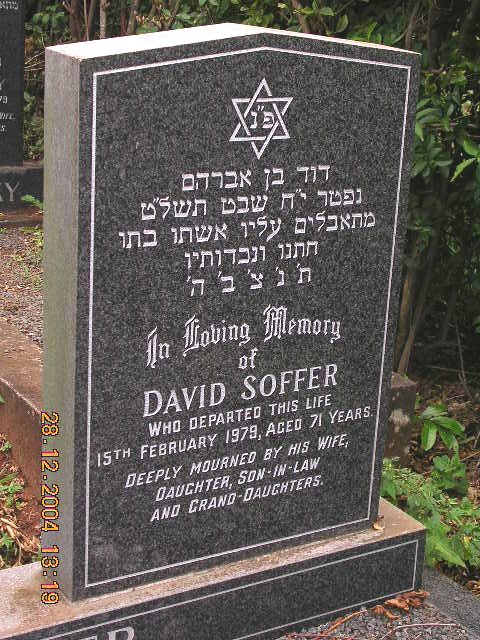 פ״נ
דוד בן אברהם
נפטר י״ח שבט תשל״ט
מתאבלים עליו אשתו בתו
חתנו ונכדותיו
ת׳ נ׳ צ׳ ב׳ ה׳
In Loving Memory
of
DAVID SOFFER
WHO DEPARTED THIS LIFE
15TH FEBRUARY 1979, AGED 71 YEARS.
DEEPLY MOURNED BY HIS WIFE,
DAUGHTER, SON-IN-LAW
AND GRAND-DAUGHTERS.
28.12.2004 13:19